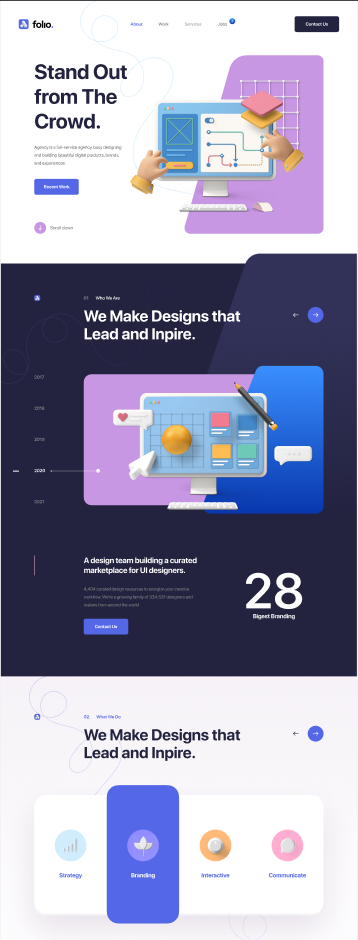 folio.
About
Work
Services
Jobs
Contact Us
Stand Out
from The
Crowd.
Agency is a full-service agency, busy designing
and building beautiful digital products, brands,
and experiences.
Recent Work
Scroll down
01
Who We Are
We Make Designs that
Lead and Inpire.
2017
2018
2019
2020
2021
A design team building a curated
marketplace for UI designers.
4,404 curated design resources to energize your creative
workflow. We're a growing family of 334,531 designers and
makers from around the world
Contact Us
28
Bigest Branding
02
What We Do
We Make Designs that
Lead and Inpire.
Strategy
Branding
Interactive
Communicate